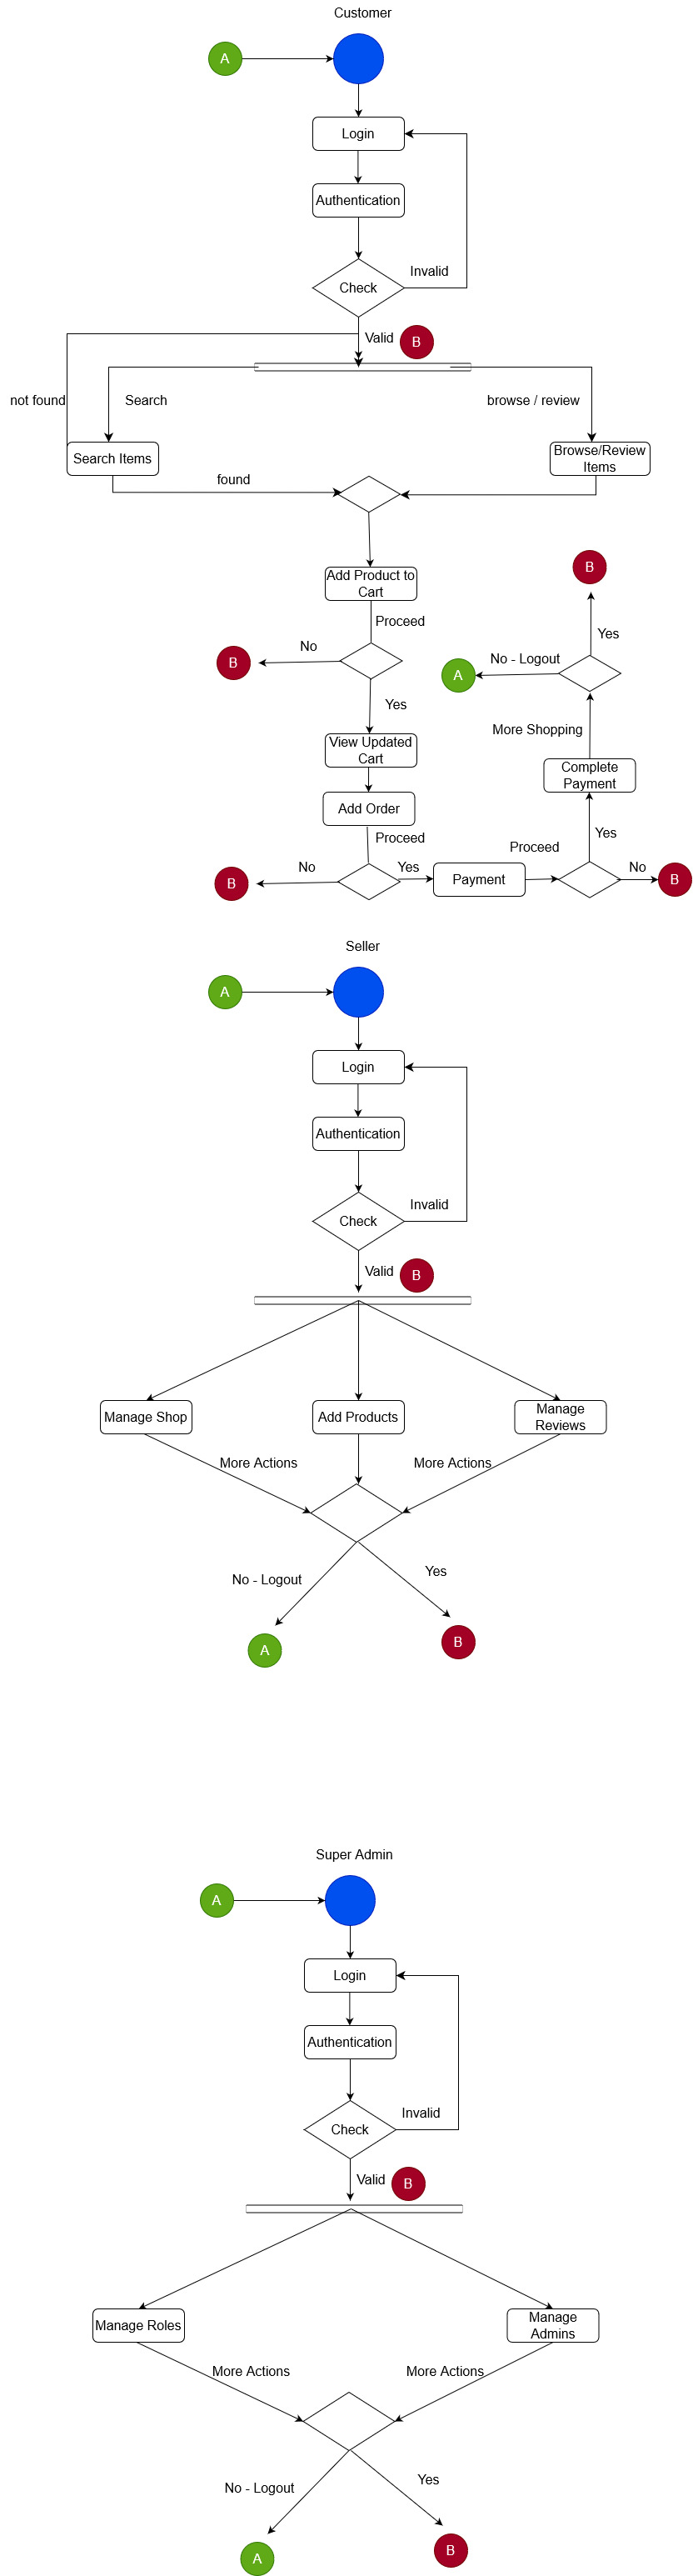 Customer
A
Login
Authentication
Invalid
Check
Valid
B
not found
Search
browse / review
Search Items
Browse/Review
Items
found
Add Product to
Cart
B
Proceed
No
B
Yes
No - Logout
A
Yes
More Shopping
View Updated
Cart
Complete
Payment
Add Order
Proceed
Yes
Proceed
No
B
Yes
Payment
No
B
Seller
A
Login
Authentication
Invalid
Check
Valid
B
Manage Shop
Add Products
Manage
Reviews
More Actions
More Actions
No - Logout
Yes
A
B
Super Admin
A
Login
Authentication
Invalid
Check
Valid
B
Manage Roles
Manage
Admins
More Actions
More Actions
No - Logout
Yes
A
B